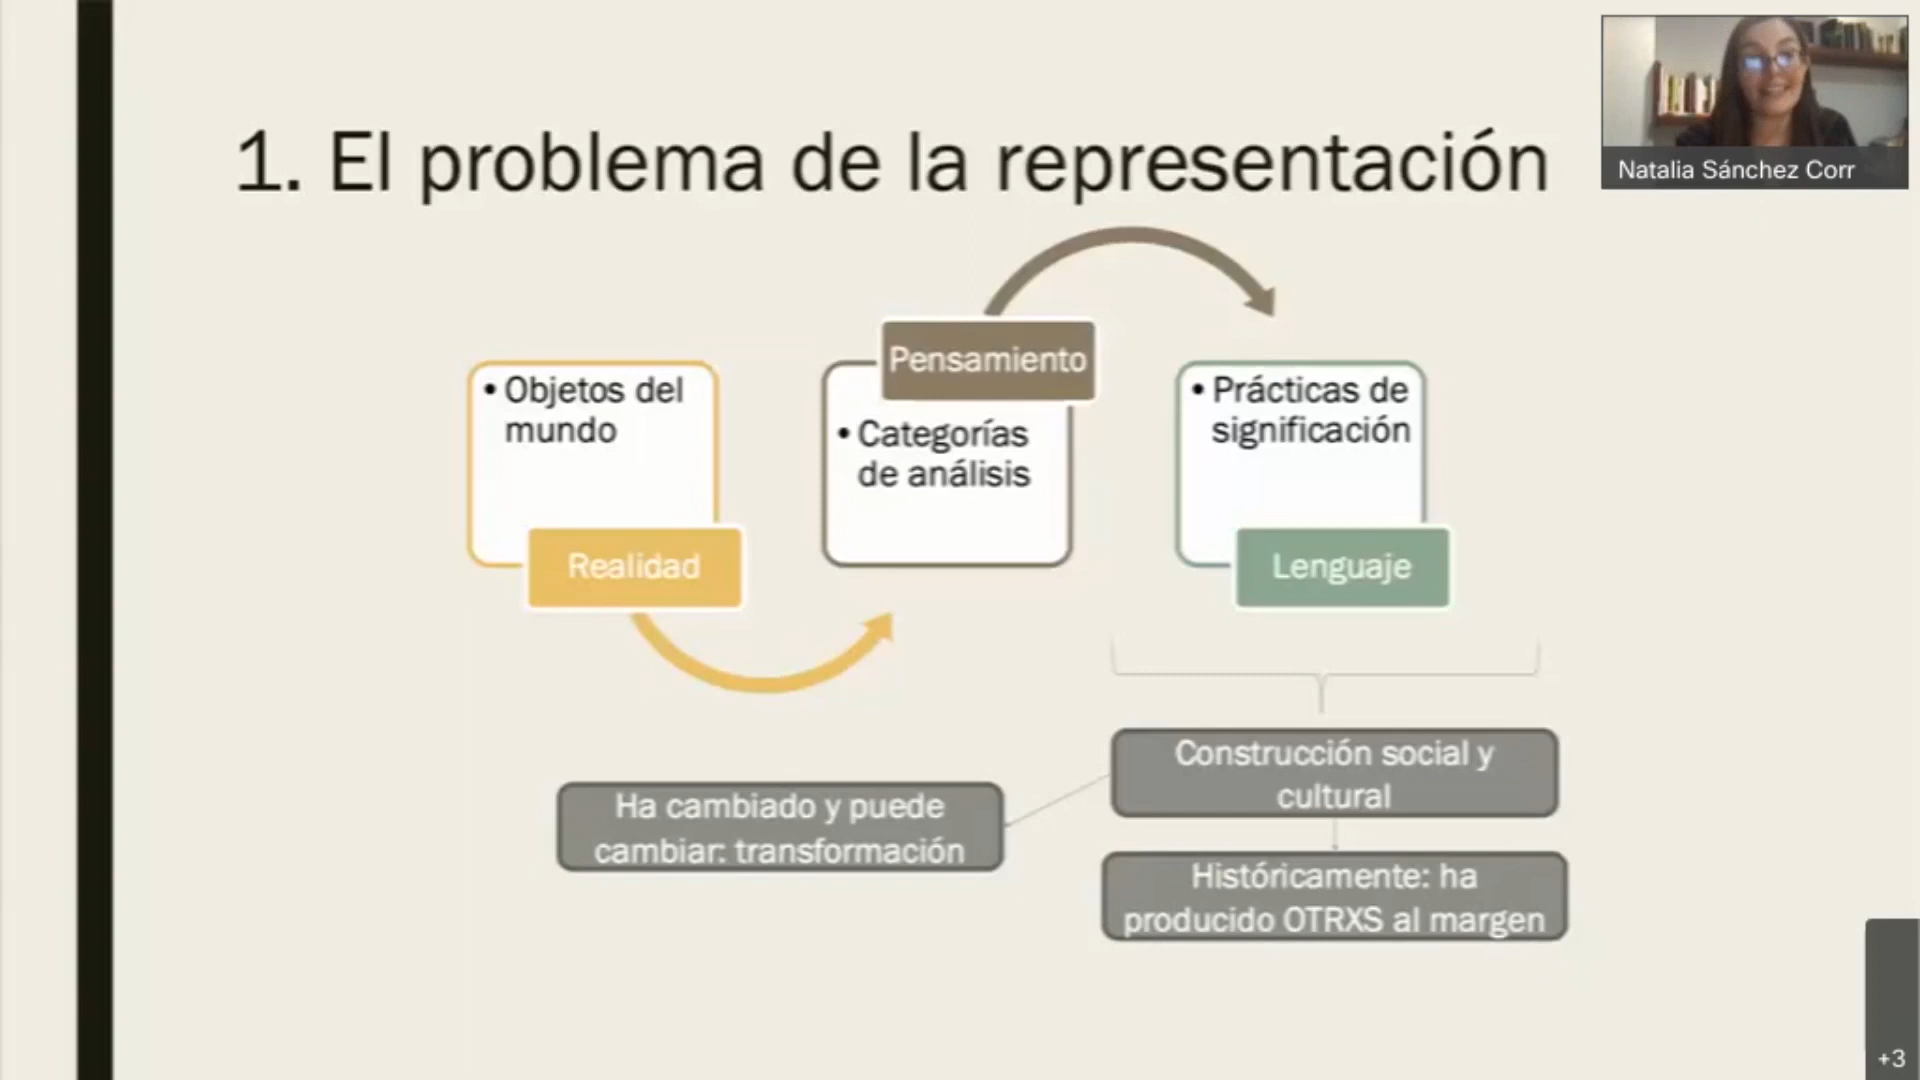 1. El problema de la representación
Natalia Sánchez Corr
• Objetos del
mundo
Realidad
Pensamiento
• Categorías
de análisis
• Prácticas de
significación
Lenguaje
Construcción social y
cultural
Ha cambiado y puede
cambiar: transformación
Históricamente: ha
producido OTRXS al margen
+3